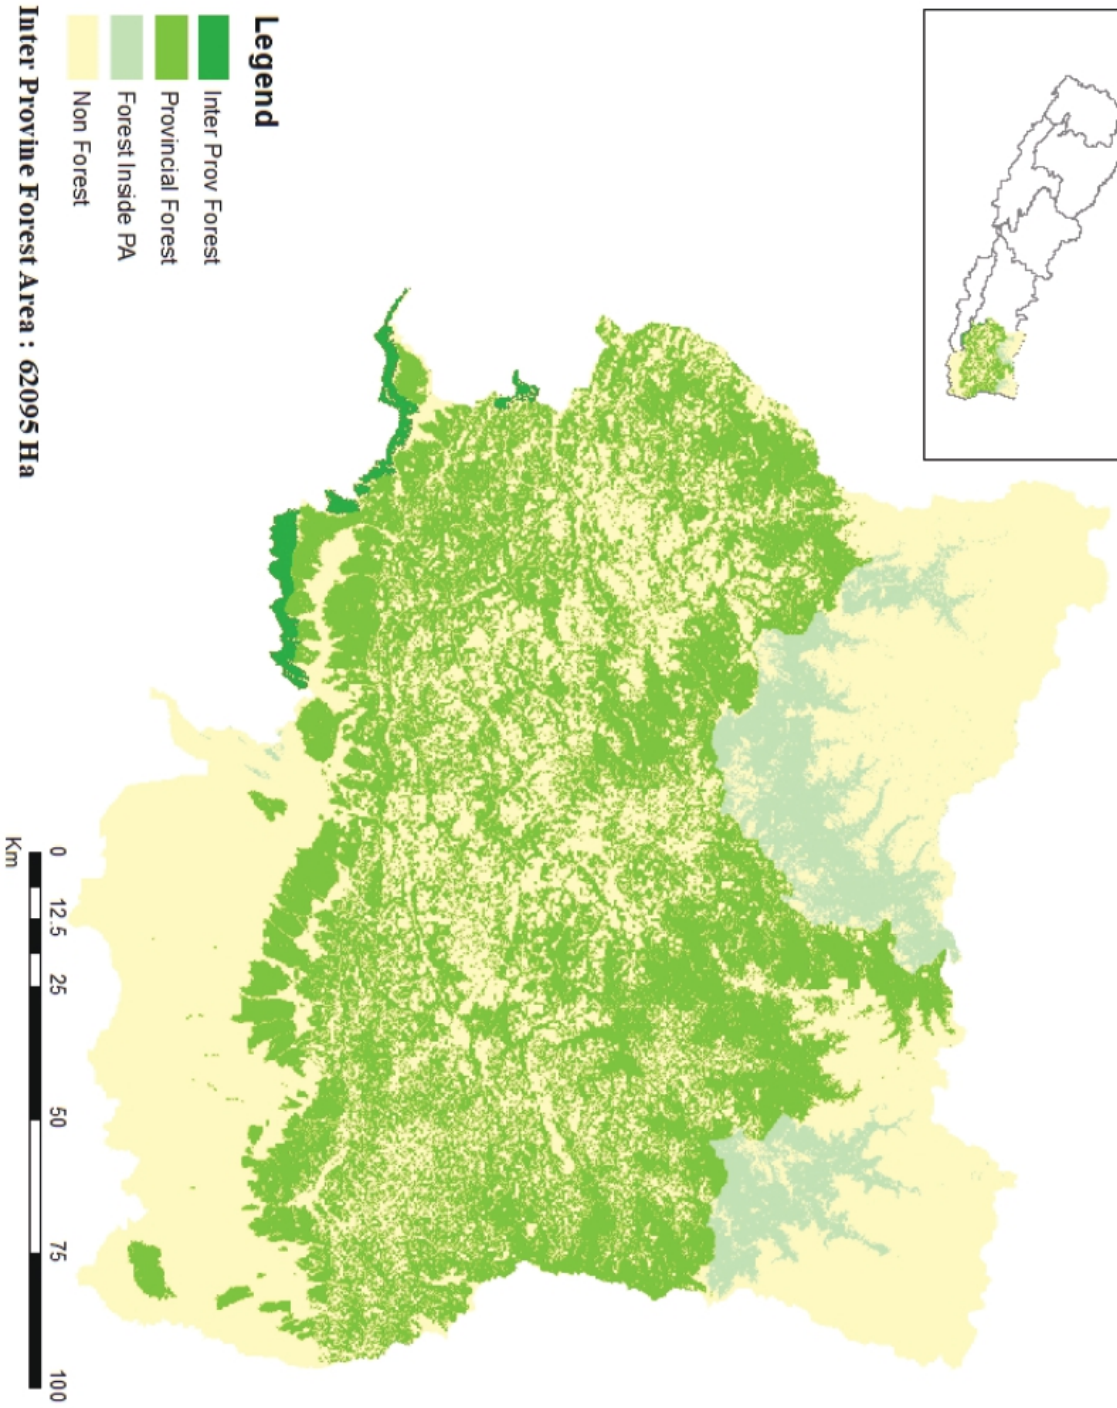 Legend
Inter Prov Forest
Provincial Forest
Forest Inside PA
Non Forest
Inter Provine Forest Area : 62095 Ha
0 12.5 25 50 75 100
Km